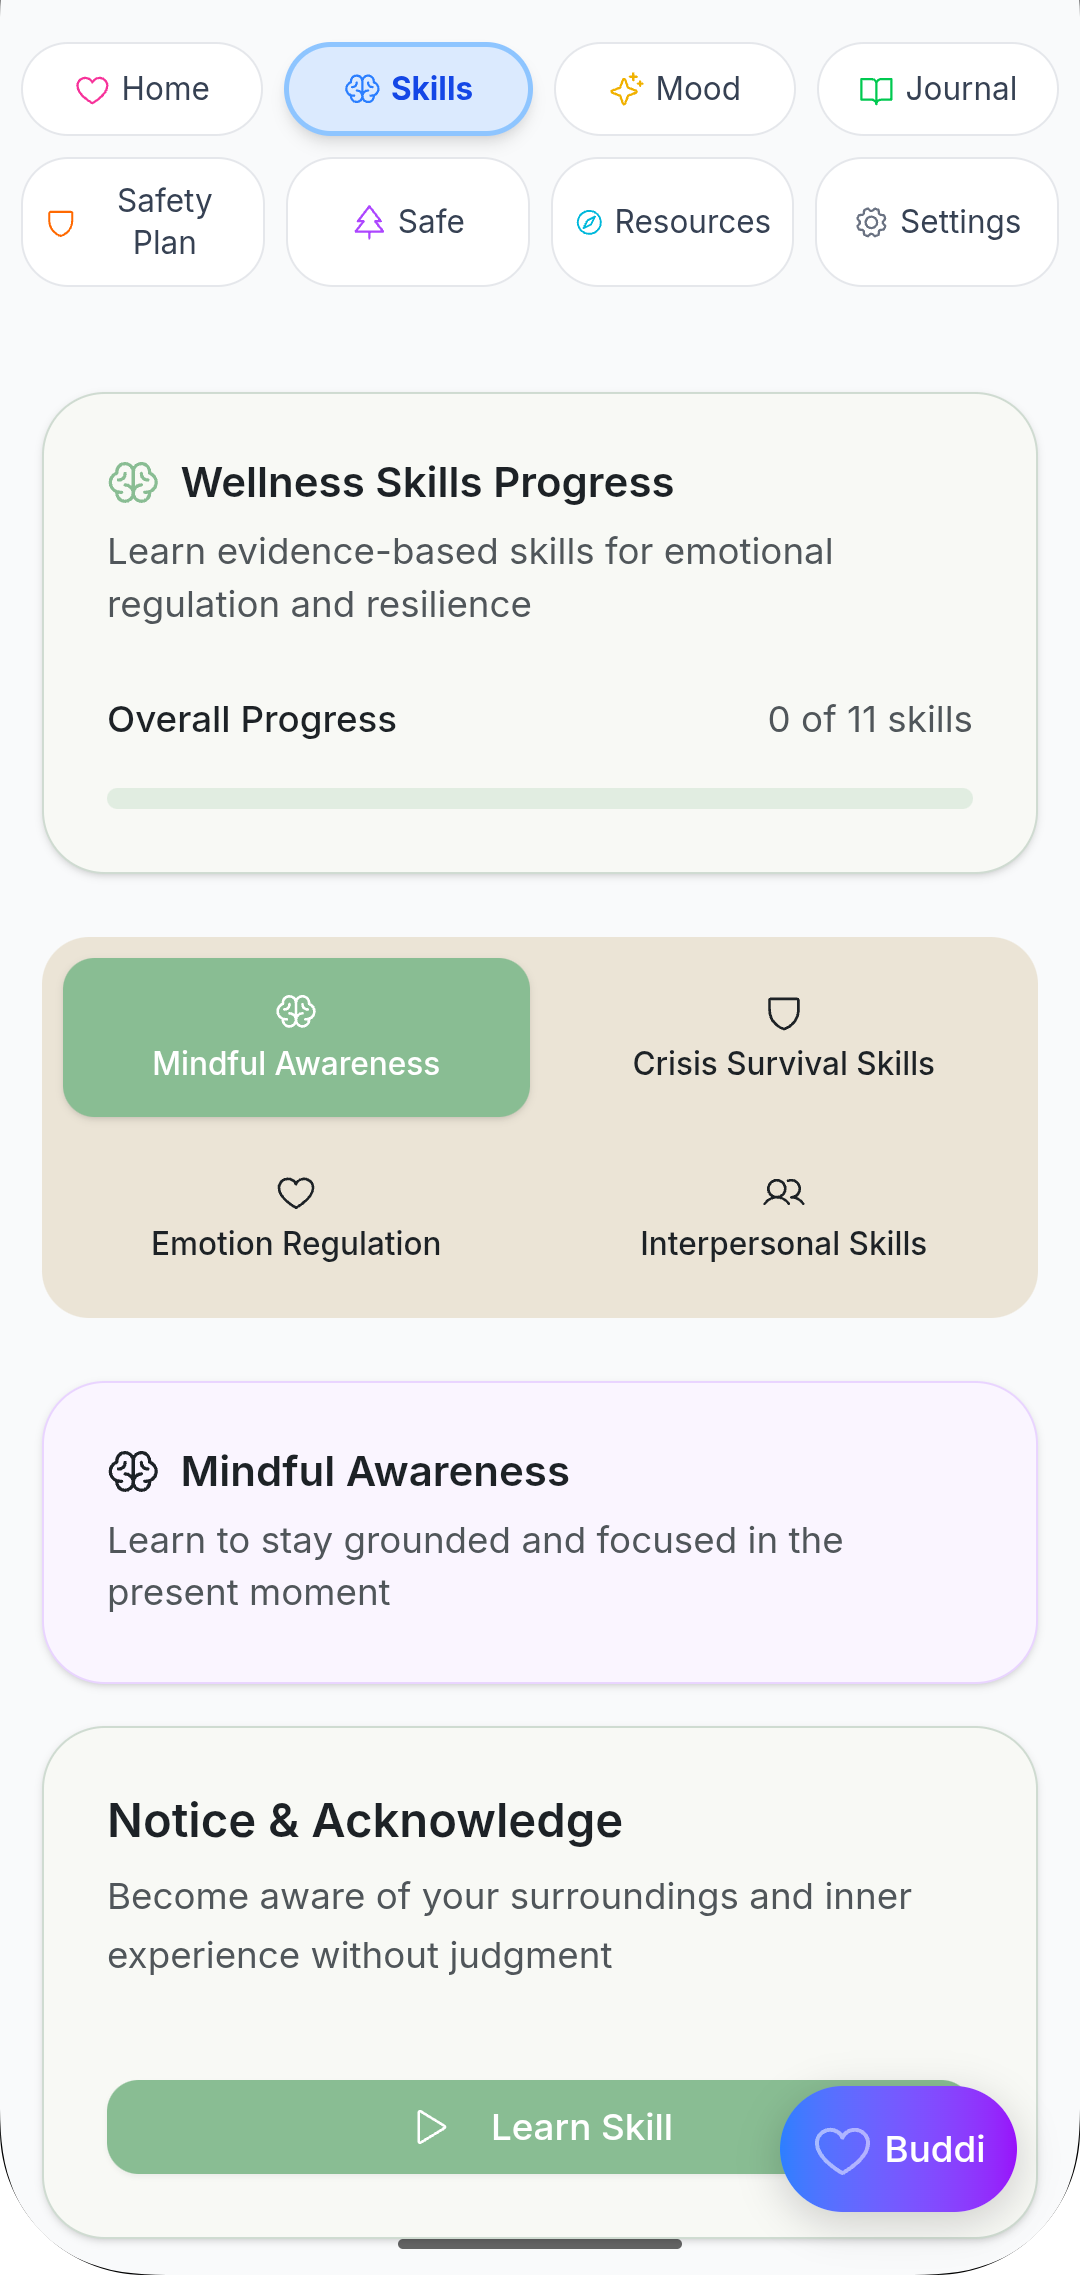 Home
Skills
Mood
Journal
Safety
Plan
Safe
Resources
Settings
Wellness Skills Progress
Learn evidence-based skills for emotional
regulation and resilience
Overall Progress
0 of 11 skills
Mindful Awareness
Crisis Survival Skills
Emotion Regulation
Interpersonal Skills
Mindful Awareness
Learn to stay grounded and focused in the
present moment
Notice & Acknowledge
Become aware of your surroundings and inner
experience without judgment
Learn Skill
Buddi